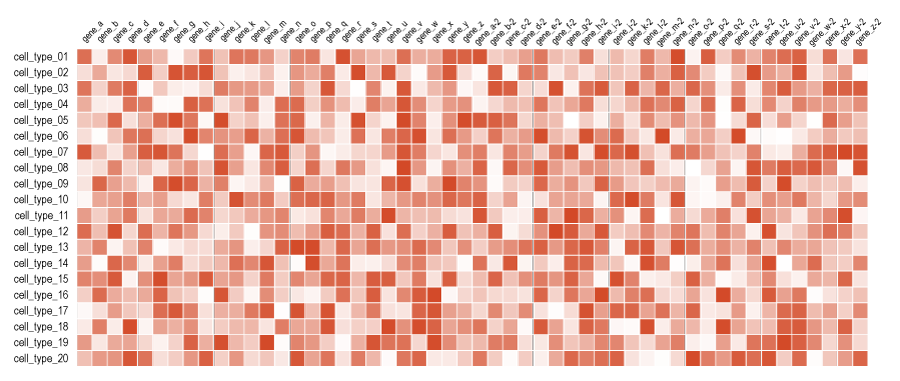 gene_a gene_b gene_c gene_d gene_e gene_f gene_g gene_h gene_i gene_j gene_k gene_l gene_m gene_n gene_o gene_p gene_q gene_r gene_s gene_t gene_u gene_v gene_w gene_x gene_y gene_z gene_a-2 gene_b-2 gene_c-2 gene_d-2 gene_e-2 gene_f-2 gene_g-2 gene_h-2 gene_i-2 gene_j-2 gene_k-2 gene_l-2 gene_m-2 gene_n-2 gene_o-2 gene_p-2 gene_q-2 gene_r-2 gene_s-2 gene_t-2 gene_u-2 gene_v-2 gene_w-2 gene_x-2 gene_y-2 gene_z-2
cell_type_01
cell_type_02
cell_type_03
cell_type_04
cell_type_05
cell_type_06
cell_type_07
cell_type_08
cell_type_09
cell_type_10
cell_type_11
cell_type_12
cell_type_13
cell_type_14
cell_type_15
cell_type_16
cell_type_17
cell_type_18
cell_type_19
cell_type_20